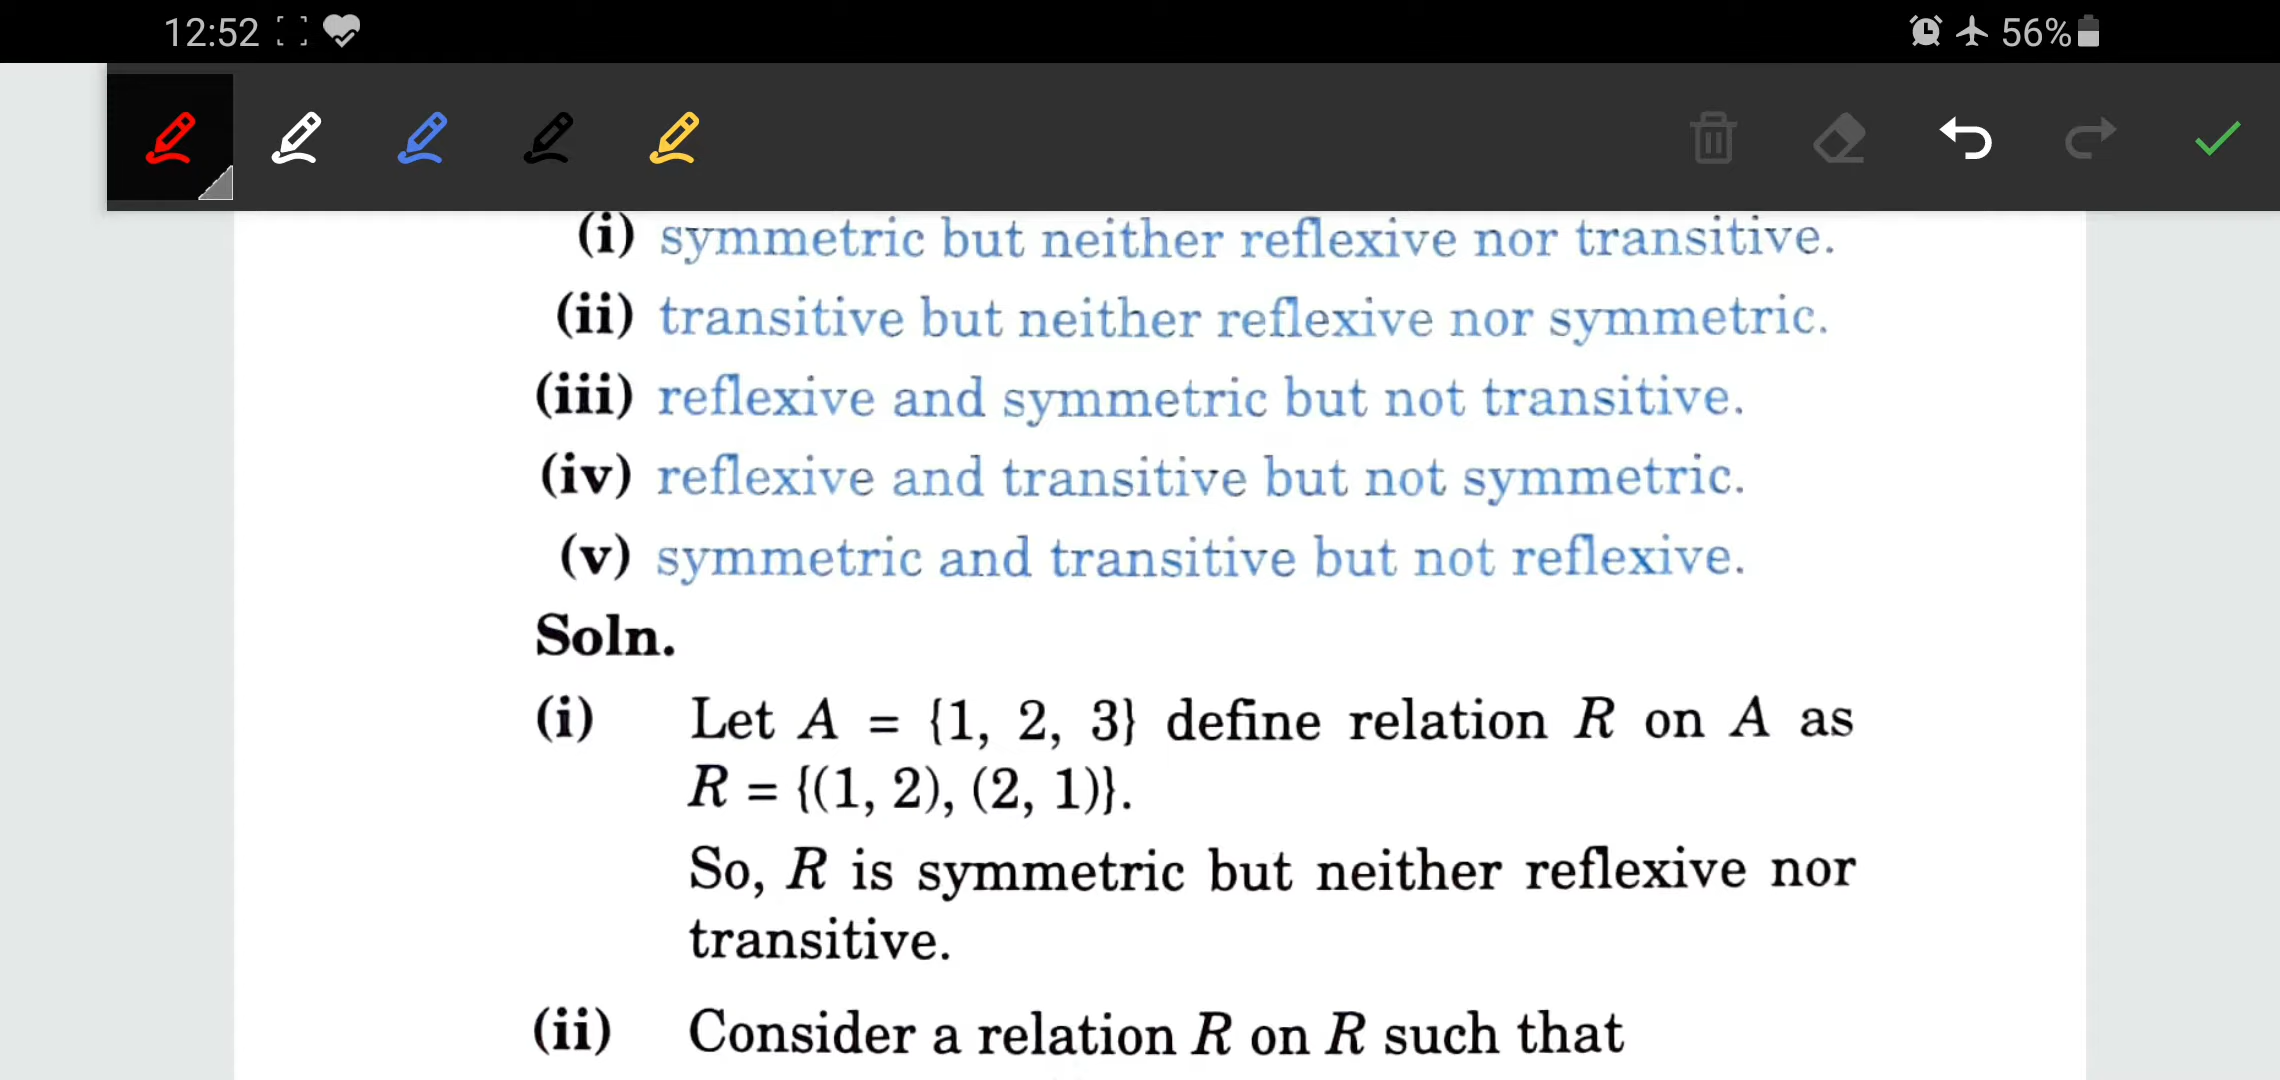 12:52
56%
(i) symmetric but neither reflexive nor transitive.
(ii) transitive but neither reflexive nor symmetric.
(iii) reflexive and symmetric but not transitive.
(iv) reflexive and transitive but not symmetric.
(v) symmetric and transitive but not reflexive.
Soln.
(i) Let A = {1, 2, 3} define relation R on A as
R = {(1, 2), (2, 1)}.
So, R is symmetric but neither reflexive nor
transitive.
(ii) Consider a relation R on R such that